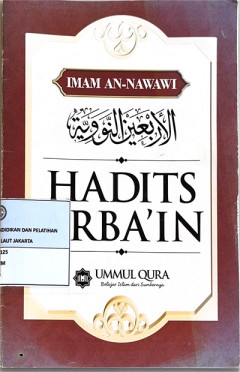 IMAM AN-NAWAWI
الأربعين النووية
HADITS
RBA'IN
NDIDIKAN DAN PELATIHAN
LAUT JAKARTA
UMMUL QURA
Belajar Islam dari Sumbernya